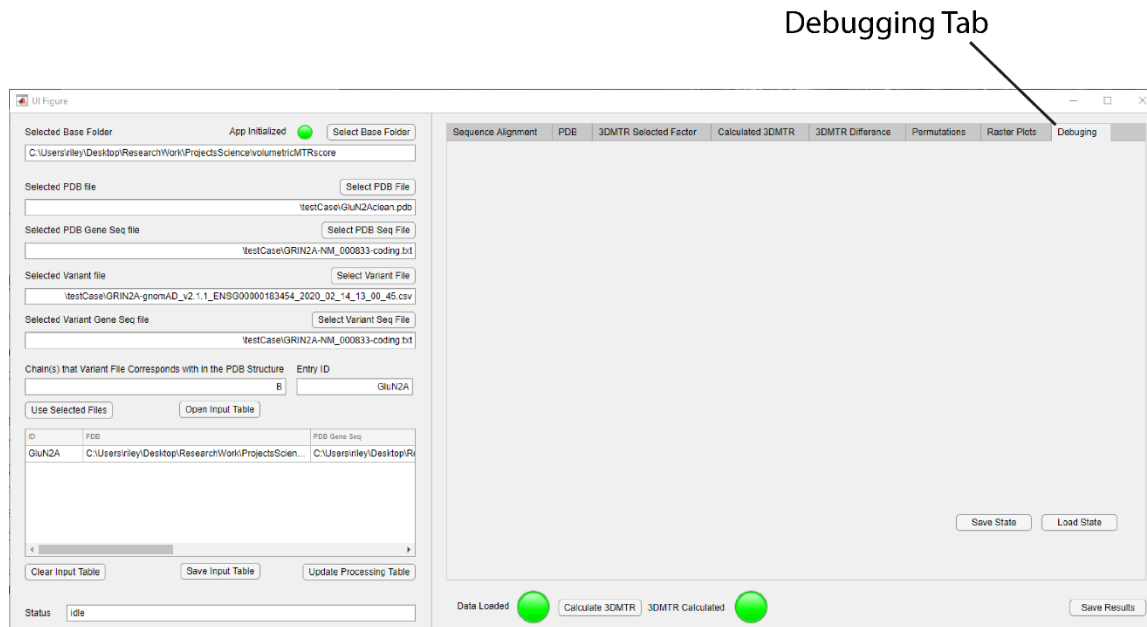 Debugging Tab
UI Figure
Selected Base Folder App Initialized Select Base Folder
C:\Users\riley\Desktop\ResearchWork\ProjectsScience\volumetricMTRscore
Selected PDB file Select PDB File
\testCase\GluN2Aclean.pdb
Selected PDB Gene Seq file Select PDB Seq File
\testCase\GRIN2A-NM_000833-coding.txt
Selected Variant file Select Variant File
\testCase\GRIN2A-gnomAD_v2.1.1_ENSG00000183454_2020_02_14_13_00_45.csv
Selected Variant Gene Seq file Select Variant Seq File
\testCase\GRIN2A-NM_000833-coding.txt
Chain(s) that Variant File Corresponds with in the PDB Structure Entry ID
B GluN2A
Use Selected Files Open Input Table
ID PDB PDB Gene Seq
GluN2A C:\Users\riley\Desktop\ResearchWork\ProjectsScien... C:\Users\riley\Desktop\Re
Clear Input Table Save Input Table Update Processing Table
Status idle
Sequence Alignment PDB 3DMTR Selected Factor Calculated 3DMTR 3DMTR Difference Permutations Raster Plots Debuging
Save State Load State
Data Loaded Calculate 3DMTR 3DMTR Calculated Save Results